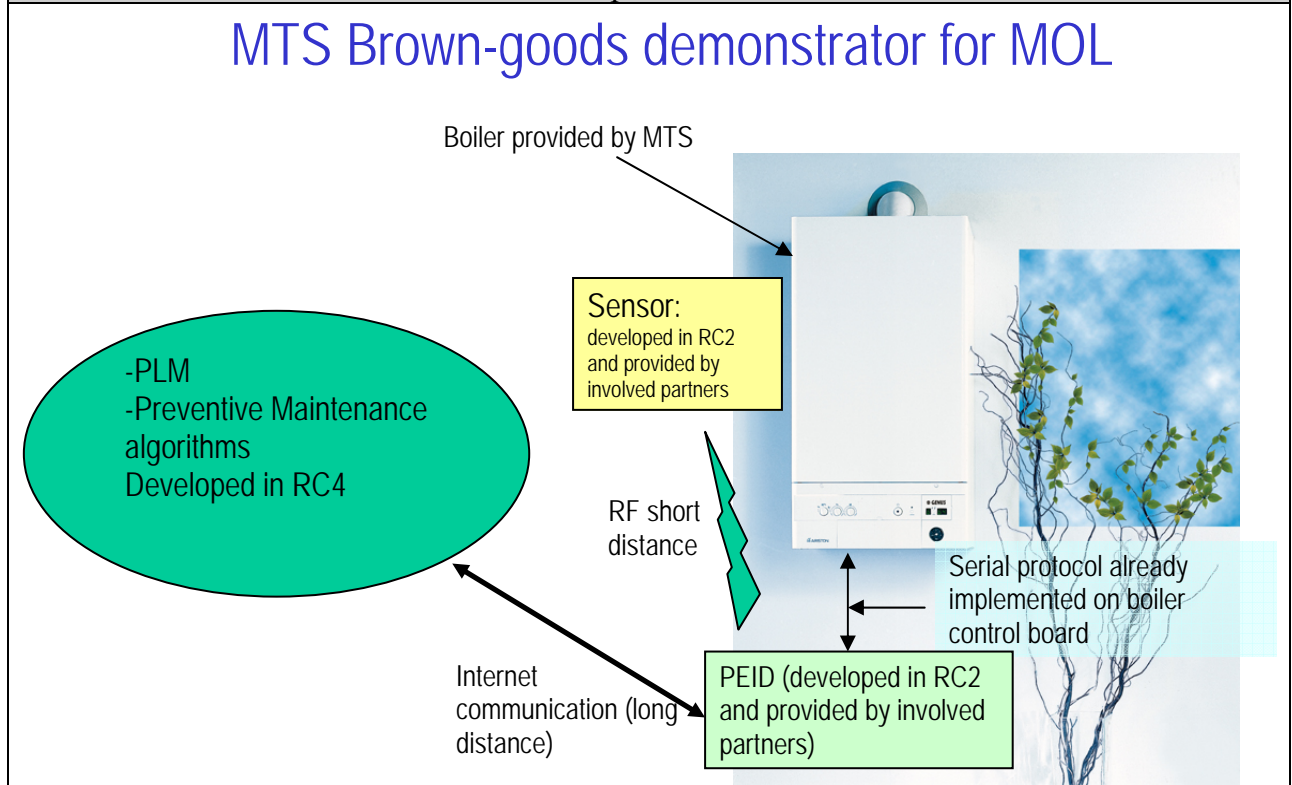 MTS Brown-goods demonstrator for MOL
Boiler provided by MTS
Sensor:
developed in RC2
and provided by
involved partners
-PLM
-Preventive Maintenance
algorithms
Developed in RC4
RF short
distance
GENUS
ARISTON
Serial protocol already
implemented on boiler
control board
Internet
communication (long
distance)
PEID (developed in RC2
and provided by involved
partners)